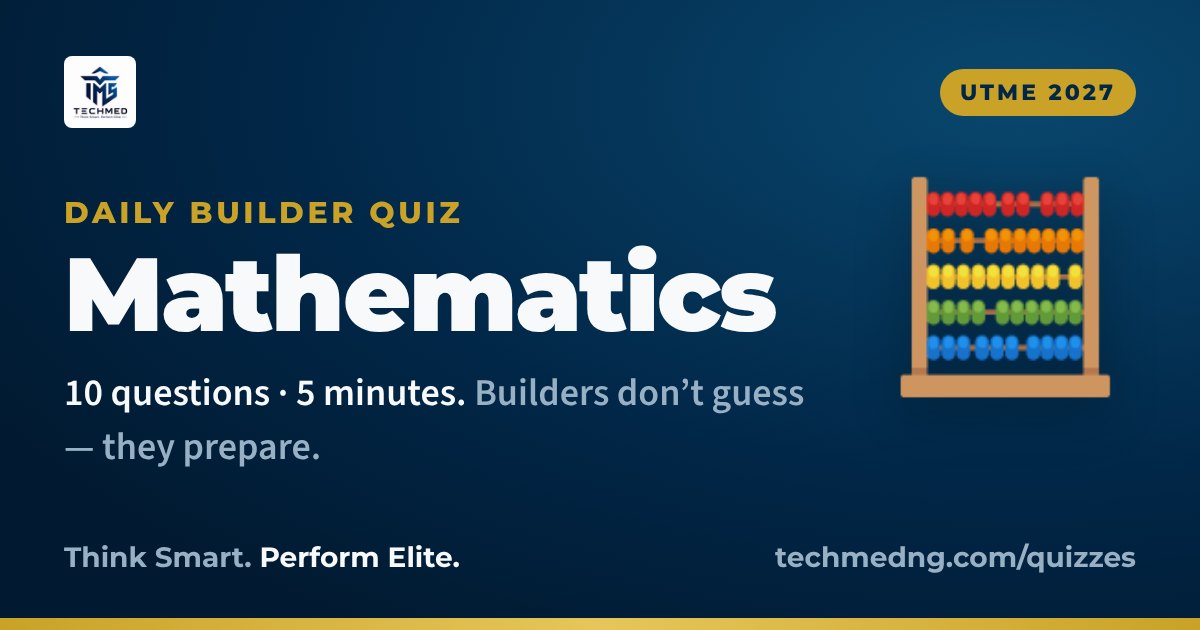 TECHMED
UTME 2027
DAILY BUILDER QUIZ
Mathematics
10 questions · 5 minutes. Builders don’t guess
— they prepare.
Think Smart. Perform Elite.
techmedng.com/quizzes